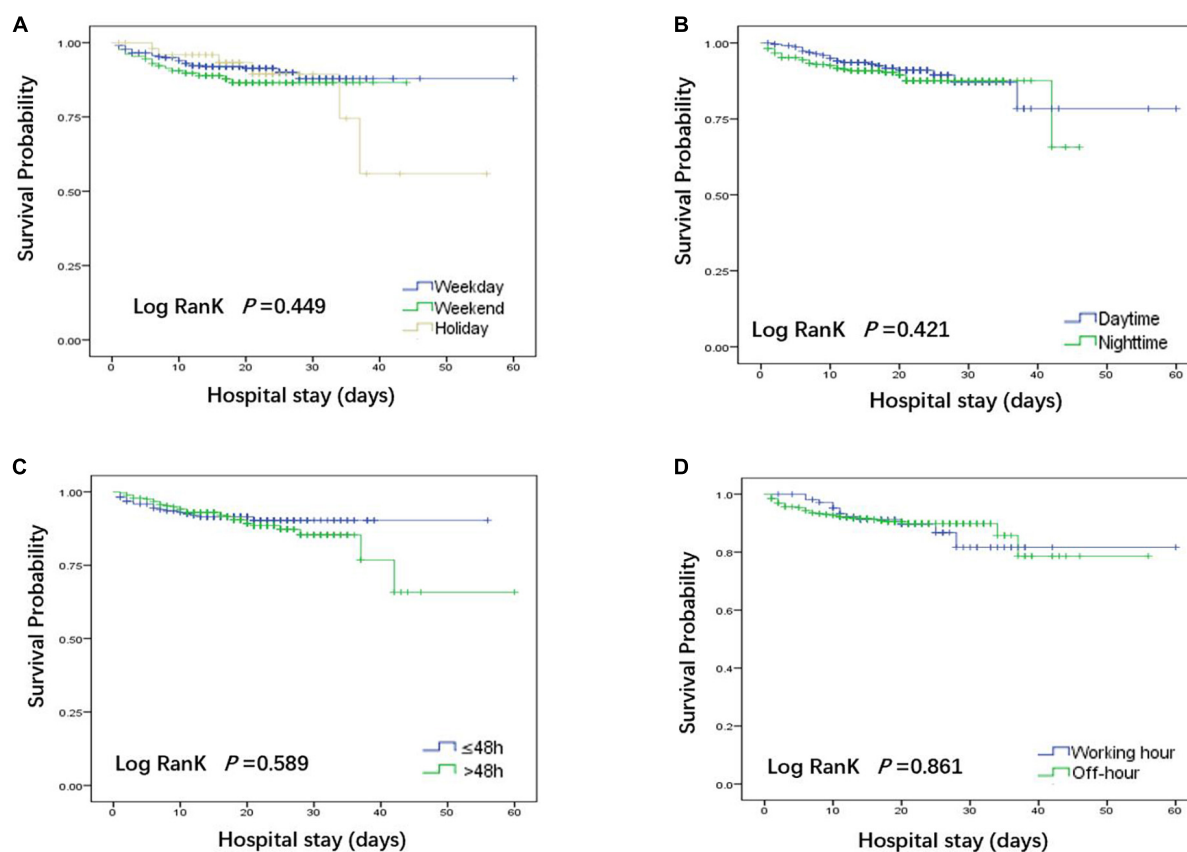 A
Survival Probability
1.00
0.75
0.50
0.25
0.00
Log RanK P=0.449
Weekday
Weekend
Holiday
0 10 20 30 40 50 60
Hospital stay (days)
B
Survival Probability
1.00
0.75
0.50
0.25
0.00
Log RanK P=0.421
Daytime
Nighttime
0 10 20 30 40 50 60
Hospital stay (days)
C
Survival Probability
1.00
0.75
0.50
0.25
0.00
Log RanK P=0.589
≤48h
>48h
0 10 20 30 40 50 60
Hospital stay (days)
D
Survival Probability
1.0
0.8
0.6
0.4
0.2
0.0
Log RanK P=0.861
Working hour
Off-hour
0 10 20 30 40 50 60
Hospital stay (days)